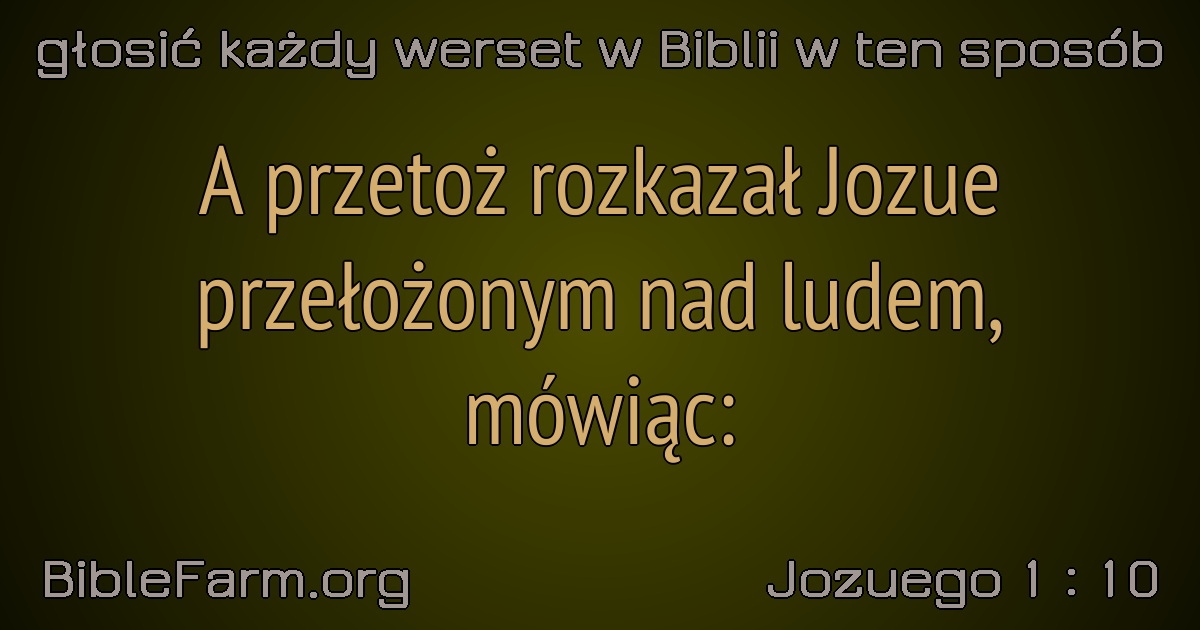 głosić każdy werset w Biblii w ten sposób
A przetoż rozkazał Jozue
przełożonym nad ludem,
mówiąc:
BibleFarm.org
Jozuego 1 : 10